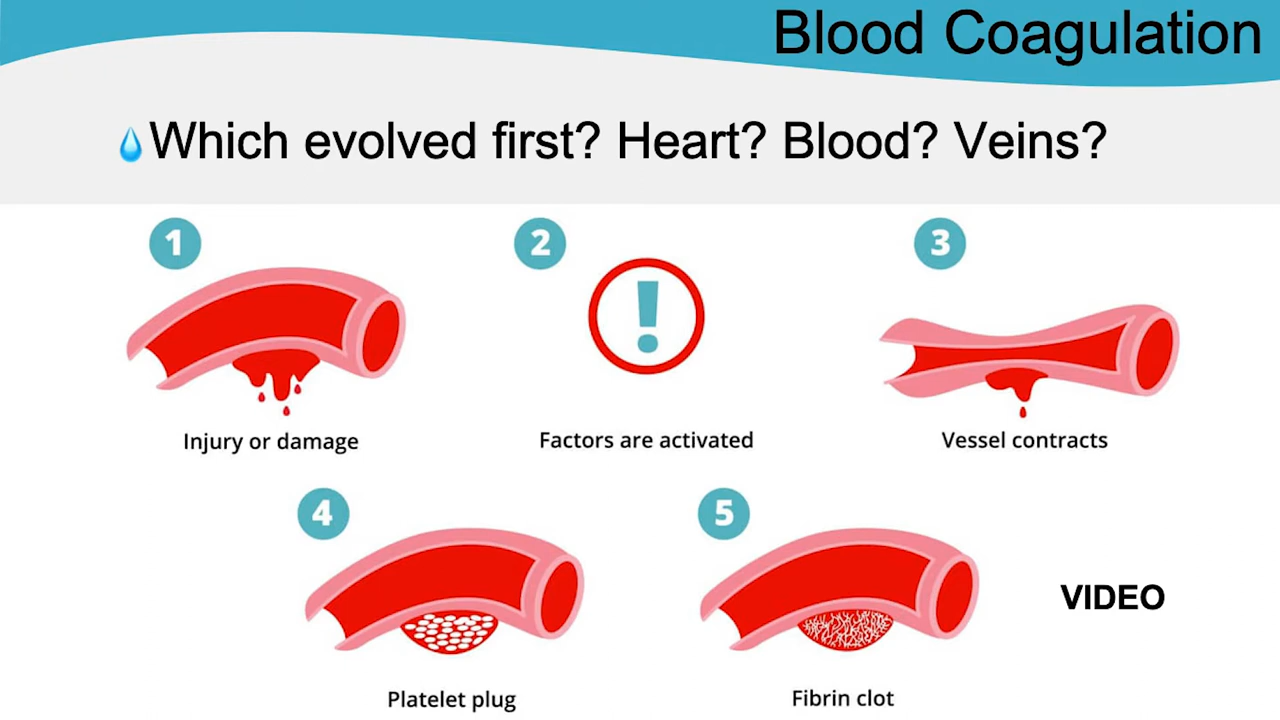 Blood Coagulation
Which evolved first? Heart? Blood? Veins?
1
2
3
Injury or damage
Factors are activated
Vessel contracts
4
5
VIDEO
Platelet plug
Fibrin clot